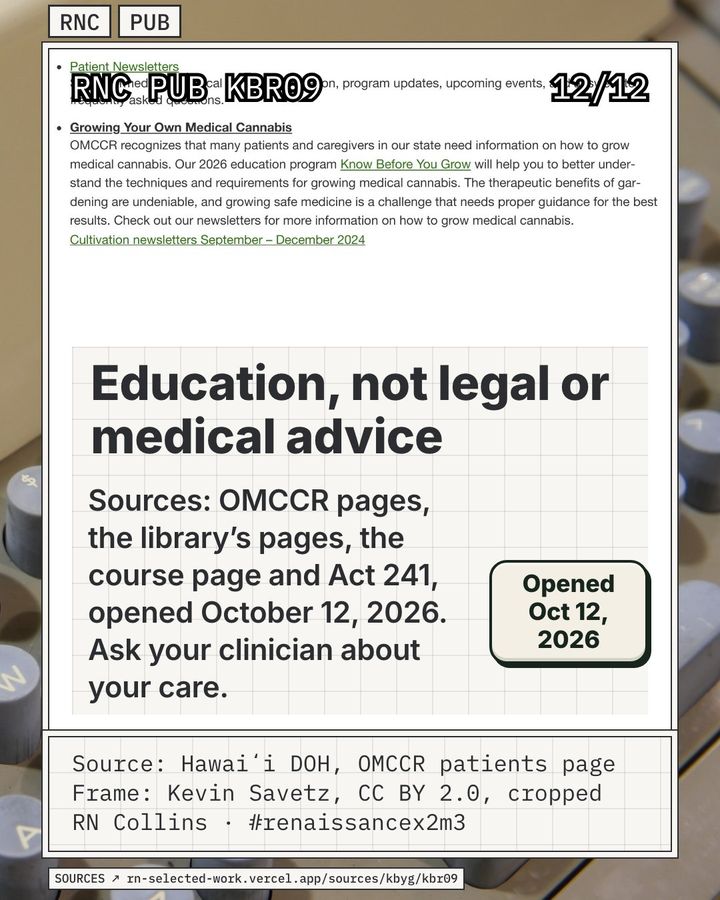 RNC PUB
Patient Newsletters
RNC PUB KBR09 12/12
program updates, upcoming events,
frequently asked questions.
Growing Your Own Medical Cannabis
OMCCR recognizes that many patients and caregivers in our state need information on how to grow
medical cannabis. Our 2026 education program Know Before You Grow will help you to better under-
stand the techniques and requirements for growing medical cannabis. The therapeutic benefits of gar-
dening are undeniable, and growing safe medicine is a challenge that needs proper guidance for the best
results. Check out our newsletters for more information on how to grow medical cannabis.
Cultivation newsletters September – December 2024
Education, not legal or
medical advice
Sources: OMCCR pages,
the library’s pages, the
course page and Act 241,
opened October 12, 2026.
Ask your clinician about
your care.
Opened
Oct 12,
2026
Source: Hawaiʻi DOH, OMCCR patients page
Frame: Kevin Savetz, CC BY 2.0, cropped
RN Collins · #renaissancex2m3
SOURCES ↗ rn-selected-work.vercel.app/sources/kbyg/kbr09
W
A